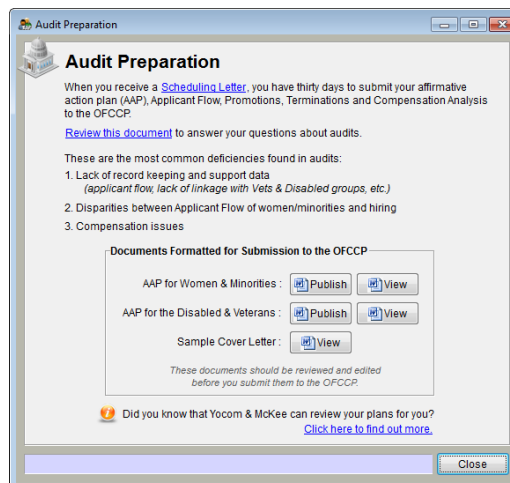 Audit Preparation
Audit Preparation
When you receive a Scheduling Letter, you have thirty days to submit your affirmative
action plan (AAP), Applicant Flow, Promotions, Terminations and Compensation Analysis
to the OFCCP.
Review this document to answer your questions about audits.
These are the most common deficiencies found in audits:
1. Lack of record keeping and support data
(applicant flow, lack of linkage with Vets & Disabled groups, etc.)
2. Disparities between Applicant Flow of women/minorities and hiring
3. Compensation issues
Documents Formatted for Submission to the OFCCP
AAP for Women & Minorities : Publish View
AAP for the Disabled & Veterans : Publish View
Sample Cover Letter : View
These documents should be reviewed and edited
before you submit them to the OFCCP.
Did you know that Yocom & McKee can review your plans for you?
Click here to find out more.
Close